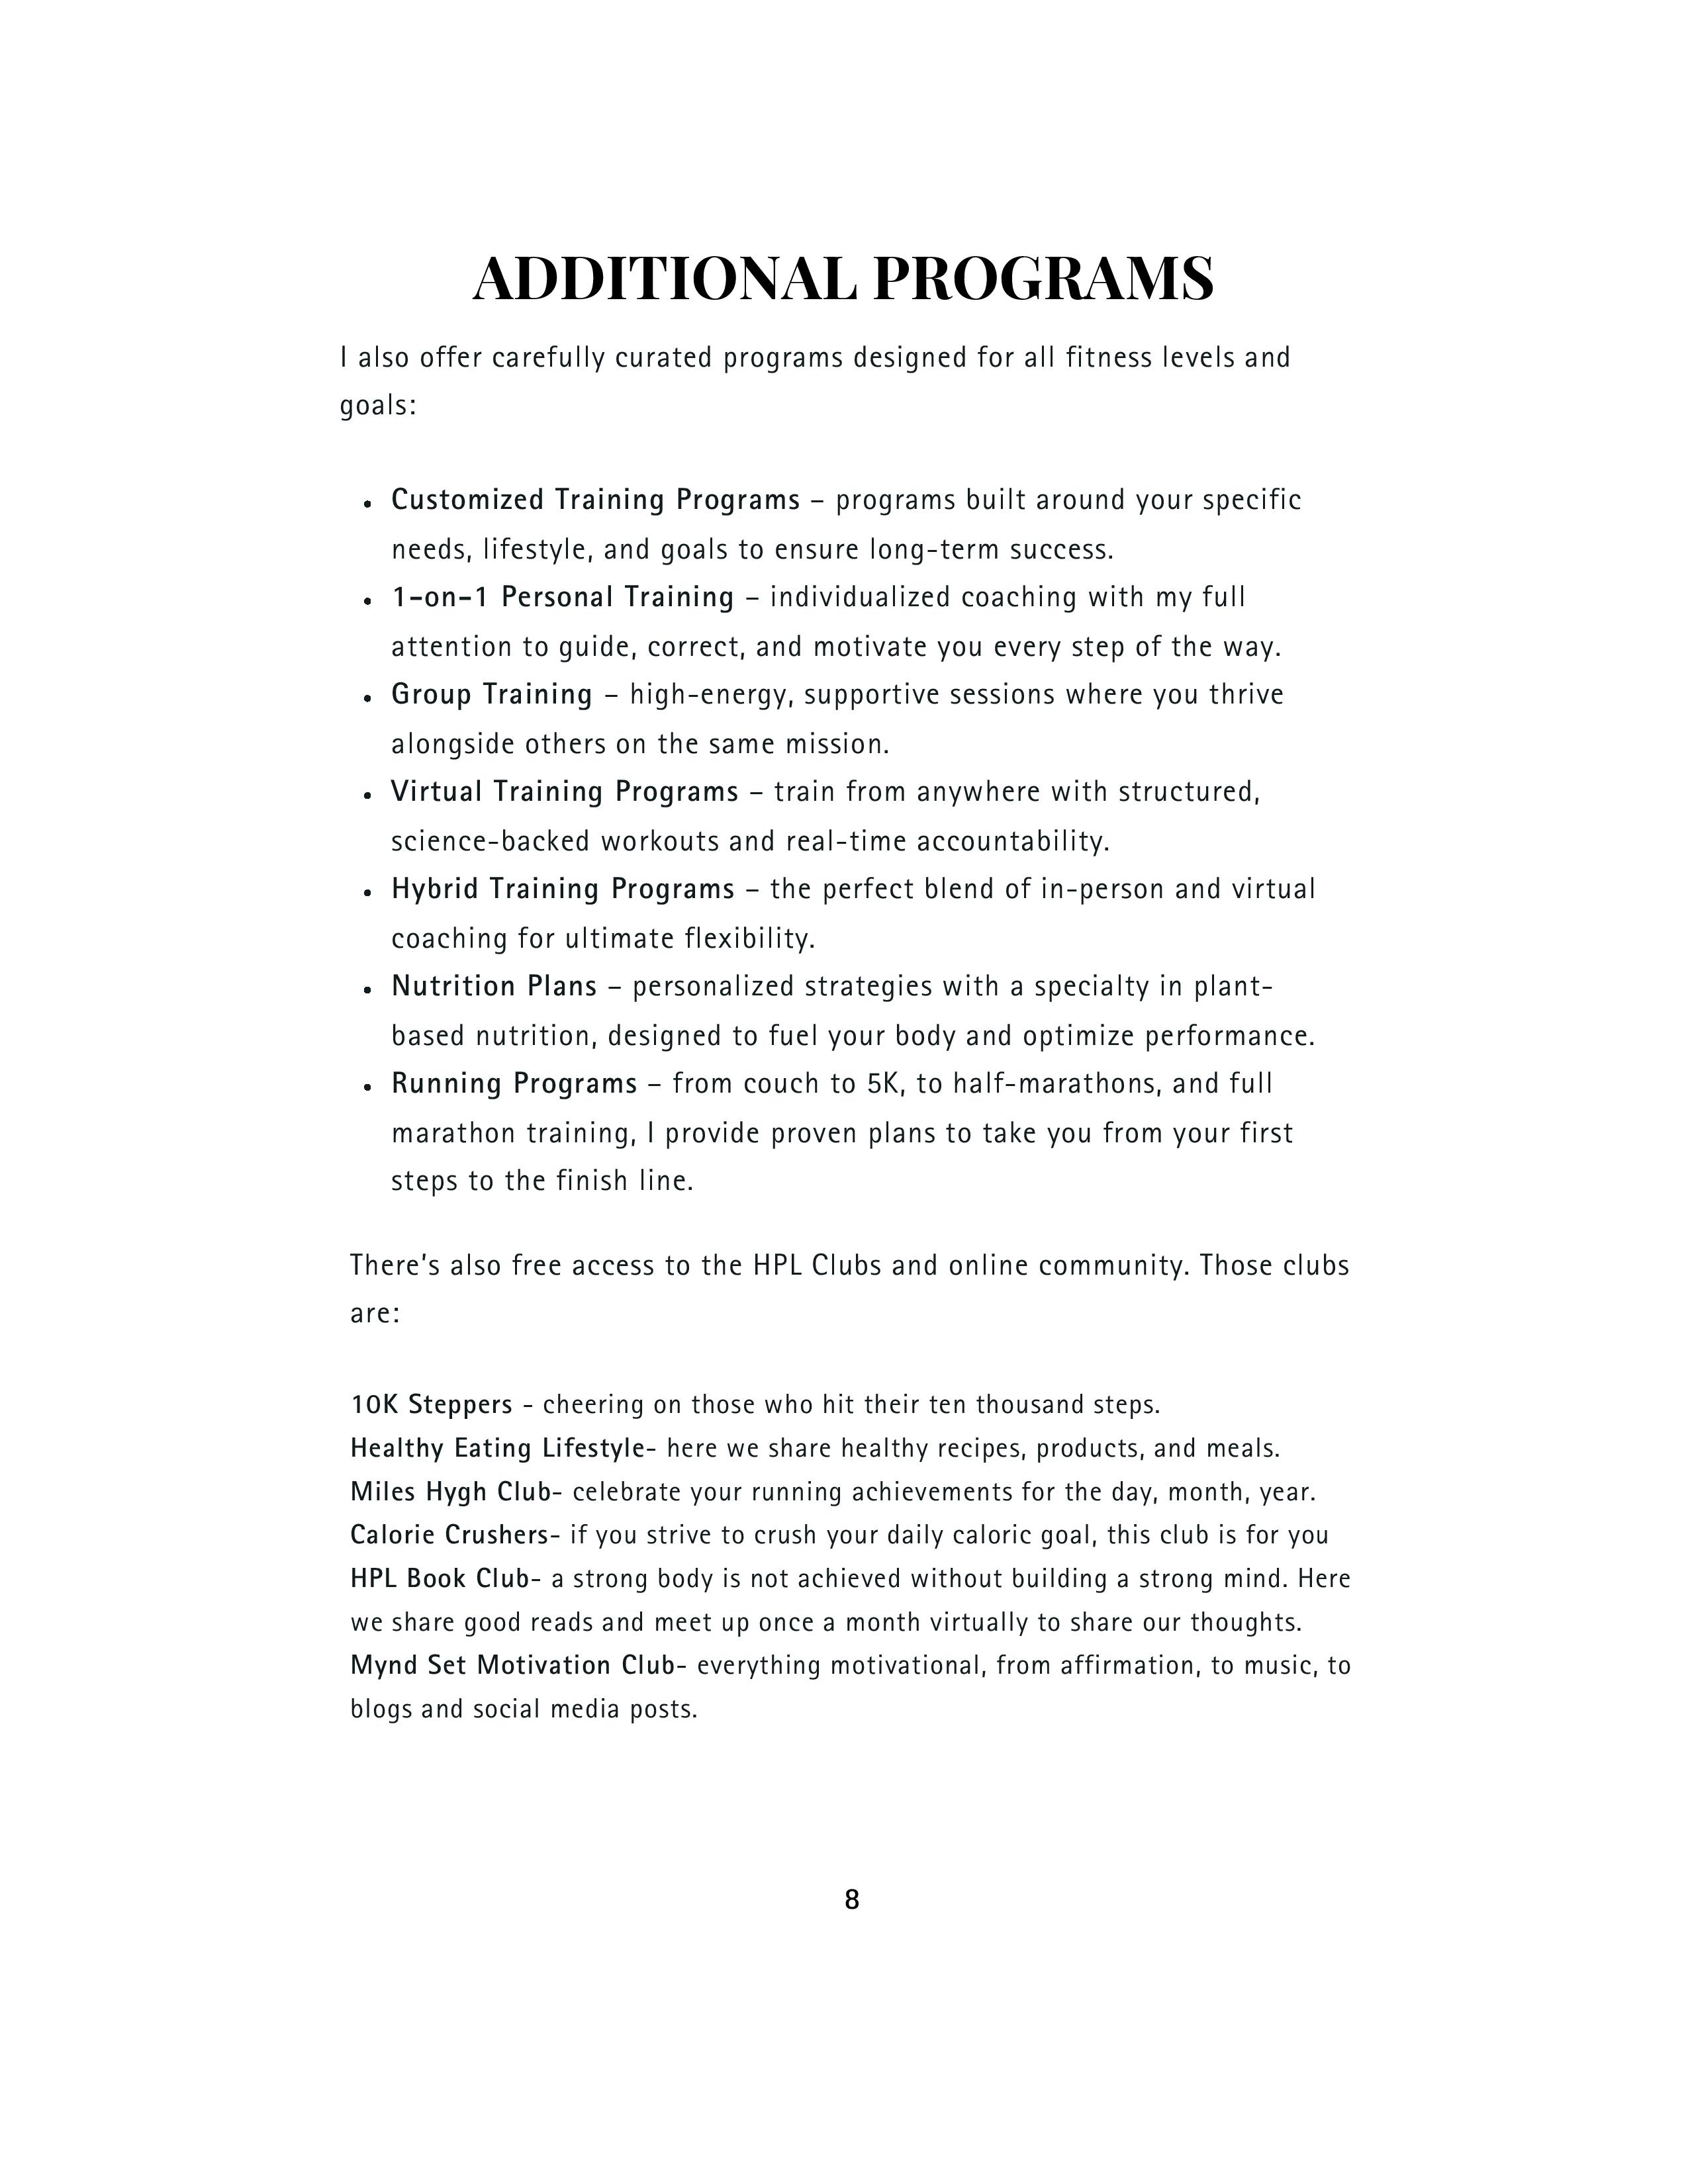 ADDITIONAL PROGRAMS
I also offer carefully curated programs designed for all fitness levels and
goals:
• Customized Training Programs – programs built around your specific
needs, lifestyle, and goals to ensure long-term success.
• 1-on-1 Personal Training – individualized coaching with my full
attention to guide, correct, and motivate you every step of the way.
• Group Training – high-energy, supportive sessions where you thrive
alongside others on the same mission.
• Virtual Training Programs – train from anywhere with structured,
science-backed workouts and real-time accountability.
• Hybrid Training Programs – the perfect blend of in-person and virtual
coaching for ultimate flexibility.
• Nutrition Plans – personalized strategies with a specialty in plant-
based nutrition, designed to fuel your body and optimize performance.
• Running Programs – from couch to 5K, to half-marathons, and full
marathon training, I provide proven plans to take you from your first
steps to the finish line.
There's also free access to the HPL Clubs and online community. Those clubs
are:
10K Steppers - cheering on those who hit their ten thousand steps.
Healthy Eating Lifestyle- here we share healthy recipes, products, and meals.
Miles Hygh Club- celebrate your running achievements for the day, month, year.
Calorie Crushers- if you strive to crush your daily caloric goal, this club is for you
HPL Book Club- a strong body is not achieved without building a strong mind. Here
we share good reads and meet up once a month virtually to share our thoughts.
Mynd Set Motivation Club- everything motivational, from affirmation, to music, to
blogs and social media posts.
8